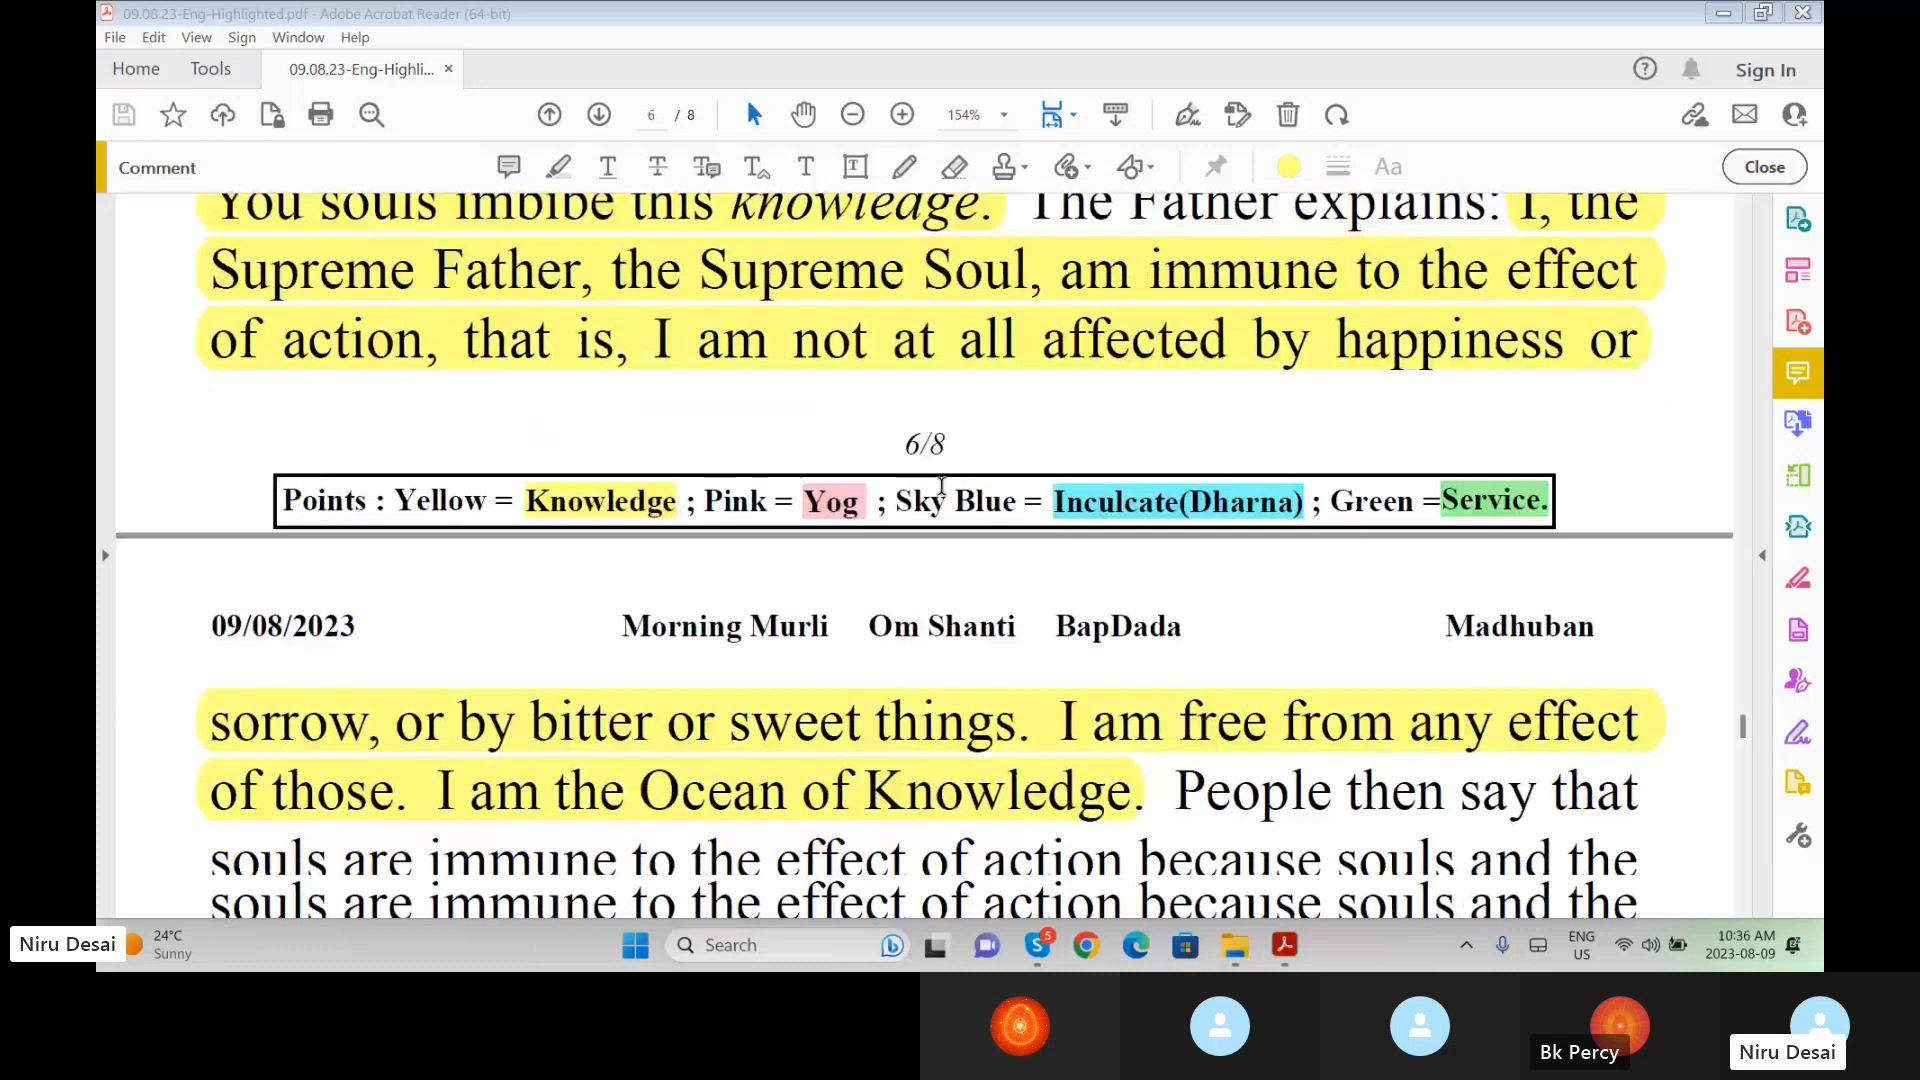 09.08.23-Eng-Highlighted.pdf - Adobe Acrobat Reader (64-bit)
File Edit View Sign Window Help
Home Tools 09.08.23-Eng-Highli... × Sign In
6 / 8 154%
Comment Aa Close
You souls imbibe this knowledge. The Father explains: I, the
Supreme Father, the Supreme Soul, am immune to the effect
of action, that is, I am not at all affected by happiness or
6/8
Points : Yellow = Knowledge ; Pink = Yog ; Sky Blue = Inculcate(Dharna) ; Green =Service.
09/08/2023 Morning Murli Om Shanti BapDada Madhuban
sorrow, or by bitter or sweet things. I am free from any effect
of those. I am the Ocean of Knowledge. People then say that
souls are immune to the effect of action because souls and the
souls are immune to the effect of action because souls and the
Niru Desai
24°C
Sunny
Search
5
ENG
US
10:36 AM
2023-08-09
Bk Percy
Niru Desai